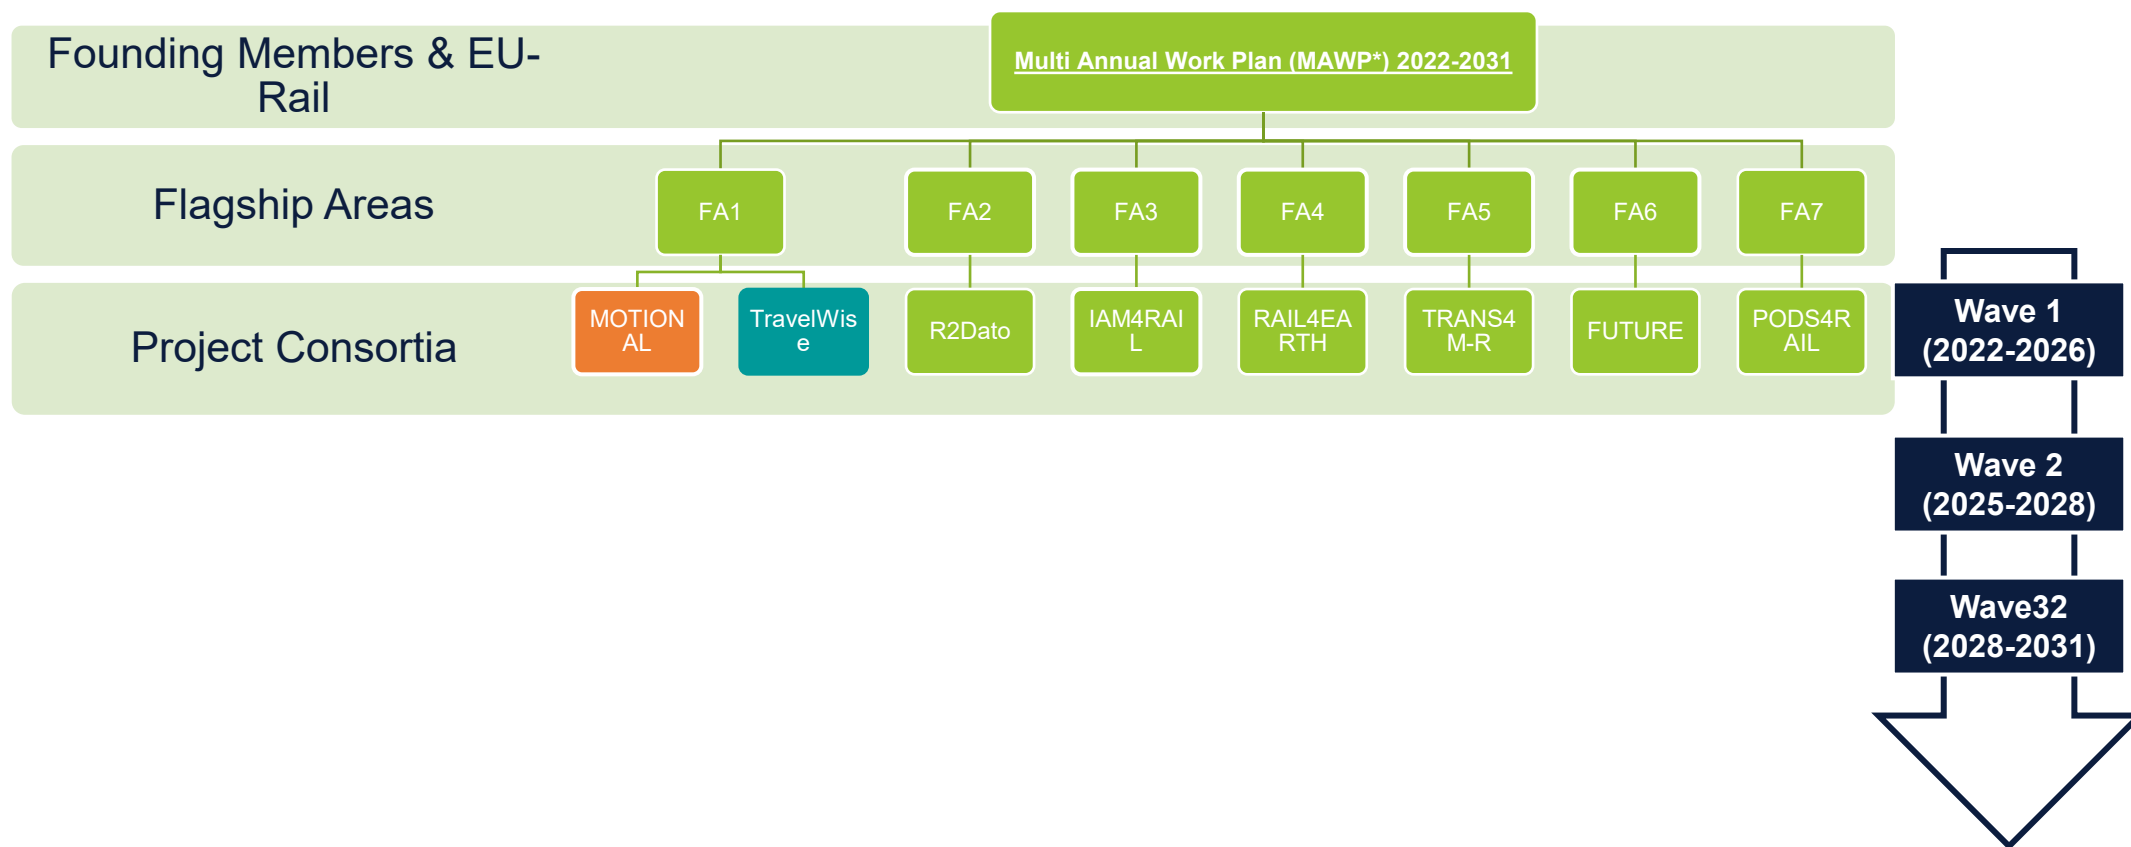 Founding Members & EU-
Rail
Multi Annual Work Plan (MAWP*) 2022-2031
Flagship Areas
FA1
FA2
FA3
FA4
FA5
FA6
FA7
Project Consortia
MOTION
AL
TravelWis
e
R2Dato
IAM4RAI
L
RAIL4EA
RTH
TRANS4
M-R
FUTURE
PODS4R
AIL
Wave 1
(2022-2026)
Wave 2
(2025-2028)
Wave32
(2028-2031)